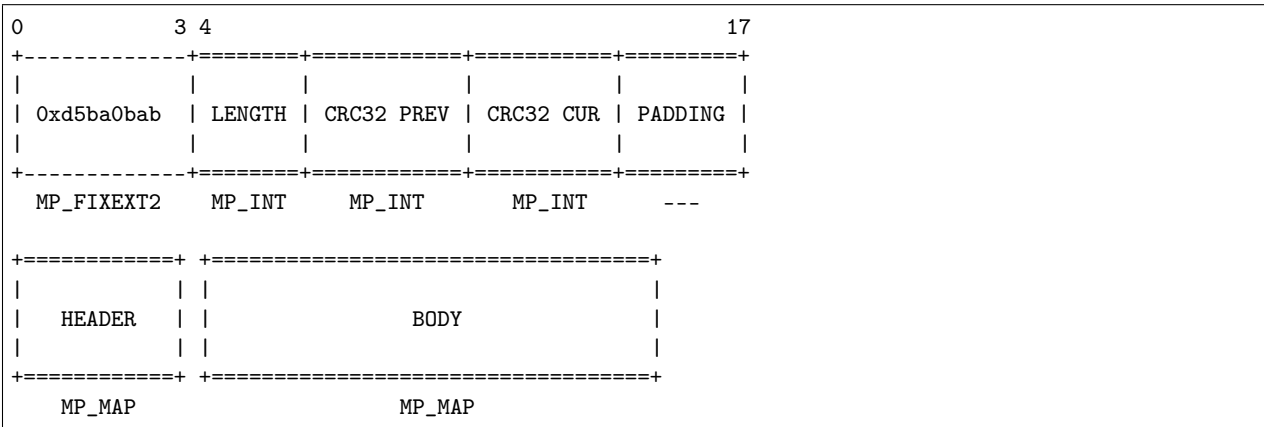 0             3 4                                          17
+-------------+========+============+===========+=========+
|             |        |            |           |         |
| 0xd5ba0bab  | LENGTH | CRC32 PREV | CRC32 CUR | PADDING |
|             |        |            |           |         |
+-------------+========+============+===========+=========+
  MP_FIXEXT2    MP_INT     MP_INT       MP_INT      ---

+============+ +===================================+
|            | |                                   |
|   HEADER   | |                BODY               |
|            | |                                   |
+============+ +===================================+
    MP_MAP                     MP_MAP